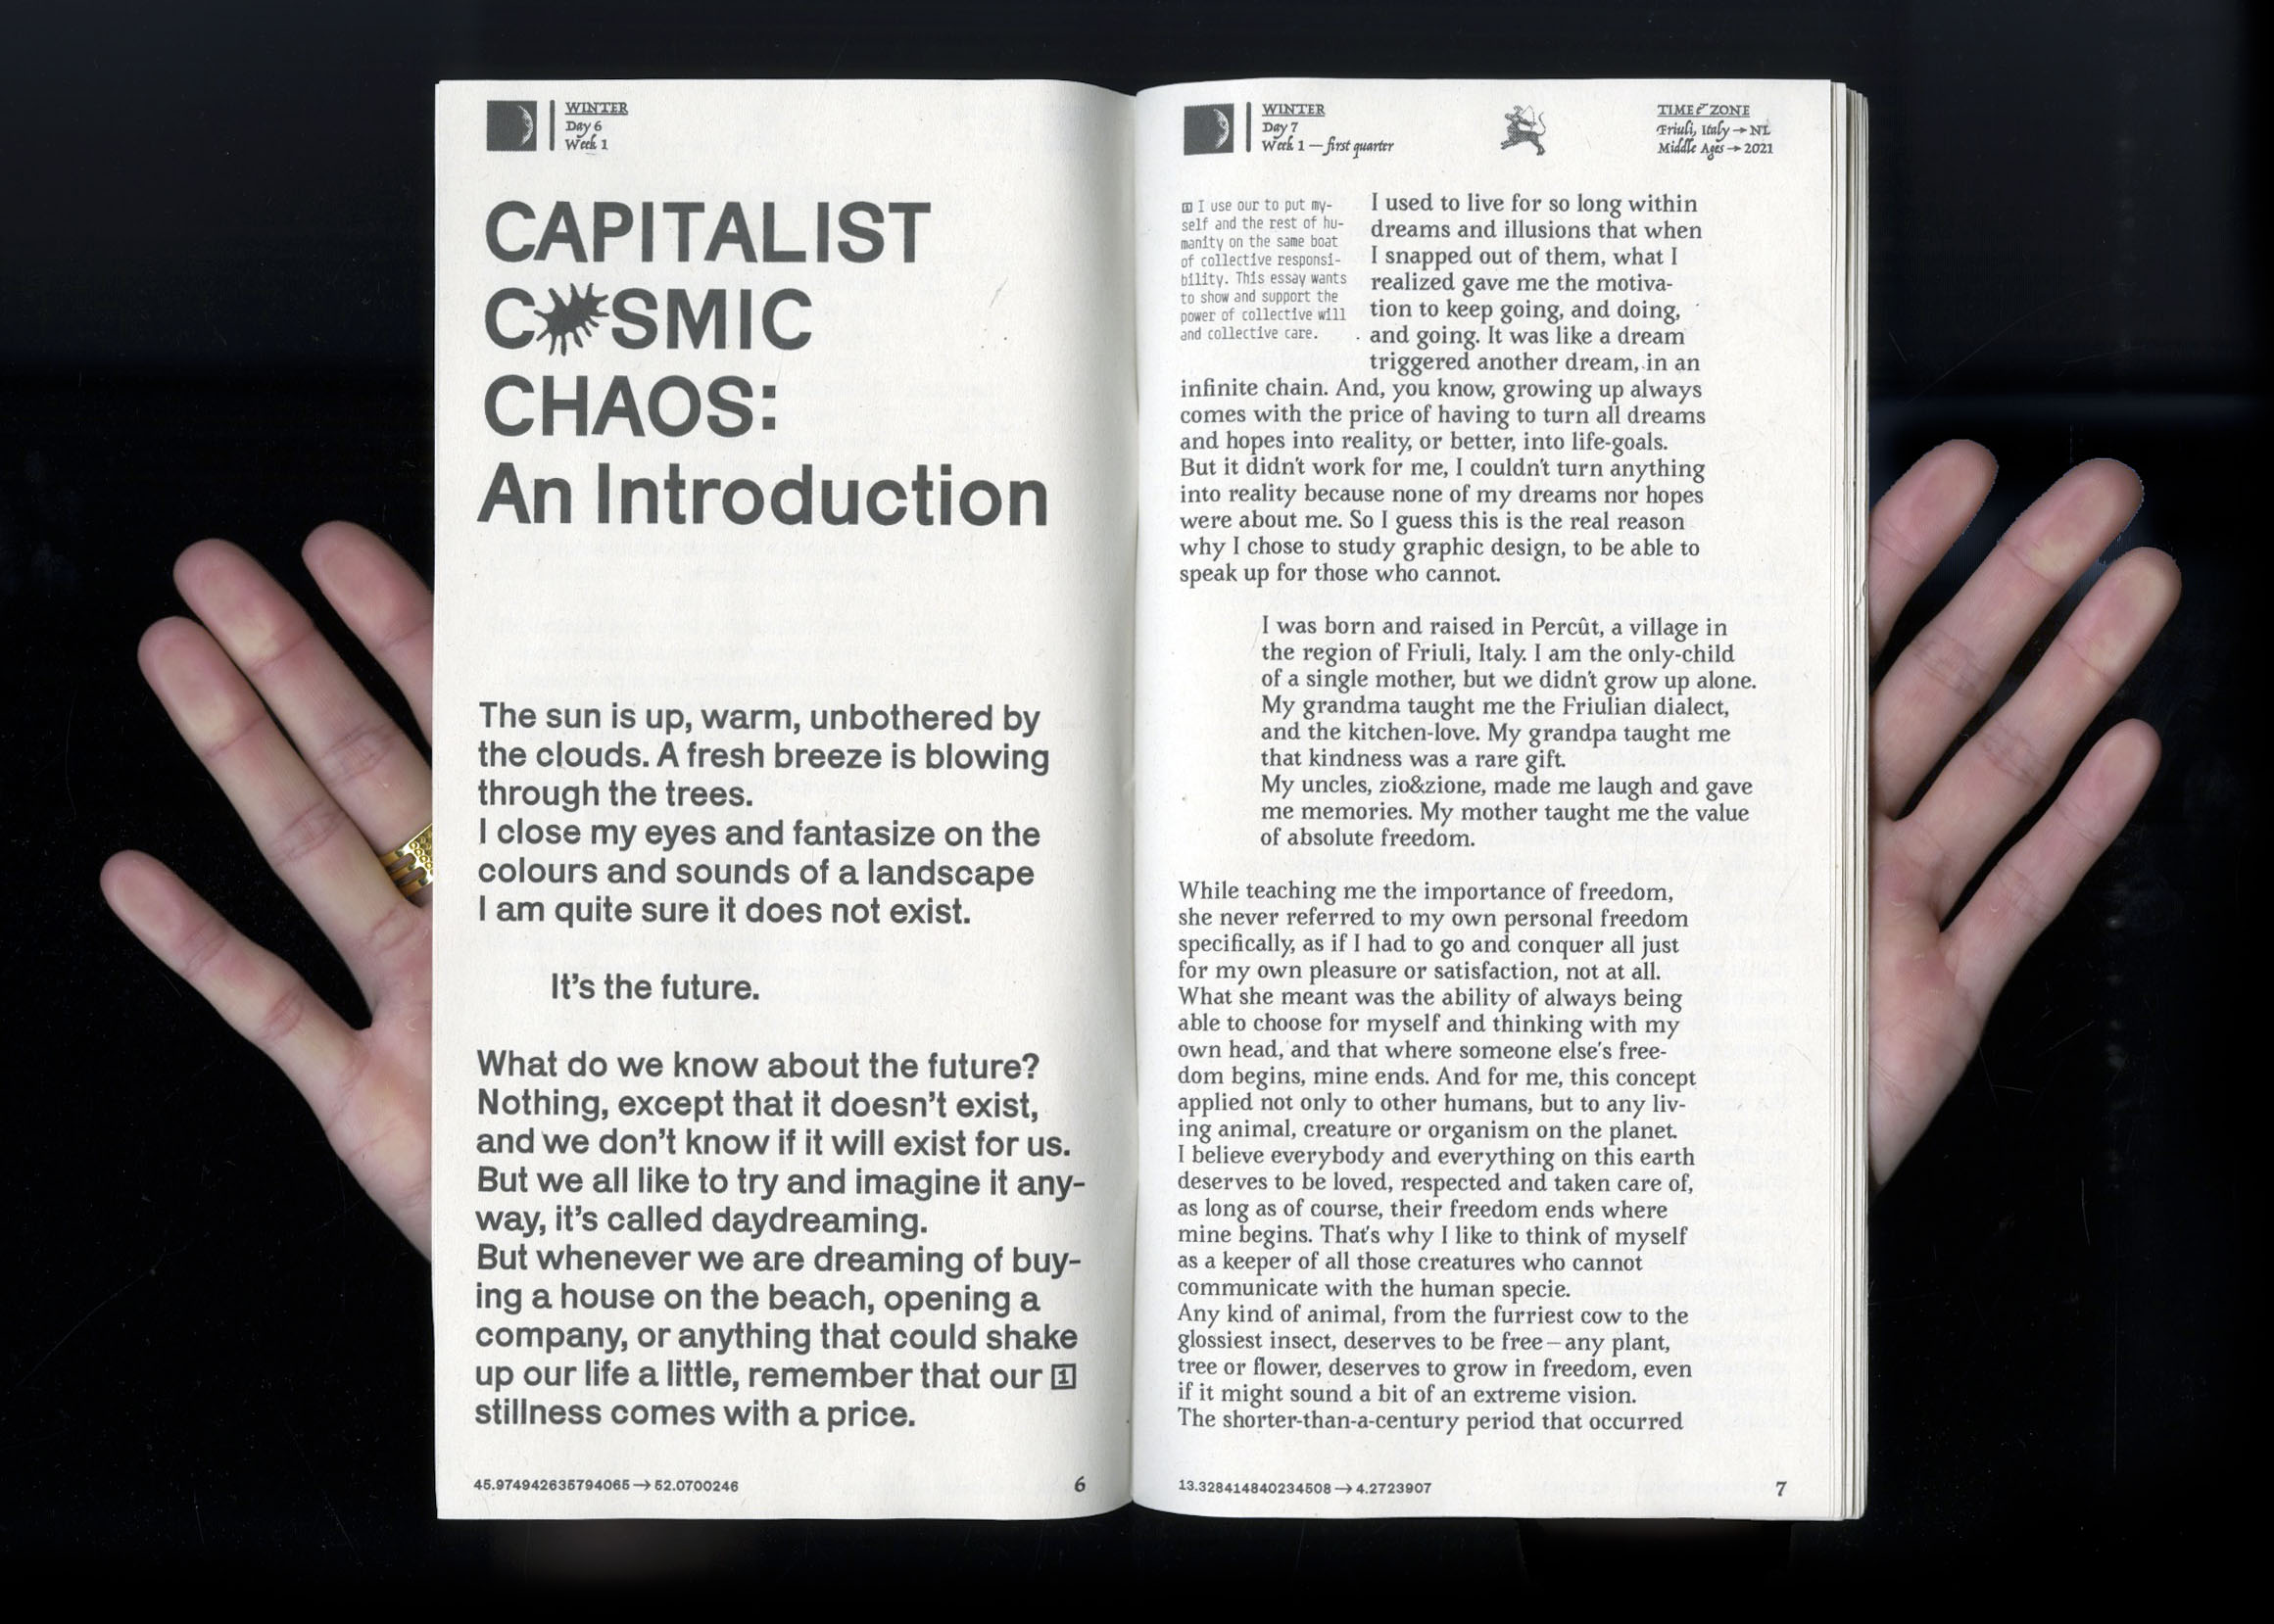 WINTER
Day 6
Week 1
CAPITALIST
COSMIC
CHAOS:
An Introduction
The sun is up, warm, unbothered by
the clouds. A fresh breeze is blowing
through the trees.
I close my eyes and fantasize on the
colours and sounds of a landscape
I am quite sure it does not exist.
It’s the future.
What do we know about the future?
Nothing, except that it doesn’t exist,
and we don’t know if it will exist for us.
But we all like to try and imagine it any-
way, it’s called daydreaming.
But whenever we are dreaming of buy-
ing a house on the beach, opening a
company, or anything that could shake
up our life a little, remember that our 1
stillness comes with a price.
45.974942635794065→52.0700246
6
WINTER
Day 7
Week 1 — first quarter
TIME & ZONE
Friuli, Italy → NL
Middle Ages → 2021
1 I use our to put my-
self and the rest of hu-
manity on the same boat
of collective responsi-
bility. This essay wants
to show and support the
power of collective will
and collective care.
I used to live for so long within
dreams and illusions that when
I snapped out of them, what I
realized gave me the motiva-
tion to keep going, and doing,
and going. It was like a dream
triggered another dream, in an
infinite chain. And, you know, growing up always
comes with the price of having to turn all dreams
and hopes into reality, or better, into life-goals.
But it didn’t work for me, I couldn’t turn anything
into reality because none of my dreams nor hopes
were about me. So I guess this is the real reason
why I chose to study graphic design, to be able to
speak up for those who cannot.
I was born and raised in Percût, a village in
the region of Friuli, Italy. I am the only-child
of a single mother, but we didn’t grow up alone.
My grandma taught me the Friulian dialect,
and the kitchen-love. My grandpa taught me
that kindness was a rare gift.
My uncles, zio&zione, made me laugh and gave
me memories. My mother taught me the value
of absolute freedom.
While teaching me the importance of freedom,
she never referred to my own personal freedom
specifically, as if I had to go and conquer all just
for my own pleasure or satisfaction, not at all.
What she meant was the ability of always being
able to choose for myself and thinking with my
own head, and that where someone else’s free-
dom begins, mine ends. And for me, this concept
applied not only to other humans, but to any liv-
ing animal, creature or organism on the planet.
I believe everybody and everything on this earth
deserves to be loved, respected and taken care of,
as long as of course, their freedom ends where
mine begins. That’s why I like to think of myself
as a keeper of all those creatures who cannot
communicate with the human specie.
Any kind of animal, from the furriest cow to the
glossiest insect, deserves to be free – any plant,
tree or flower, deserves to grow in freedom, even
if it might sound a bit of an extreme vision.
The shorter-than-a-century period that occurred
13.328414840234508→4.2723907
7